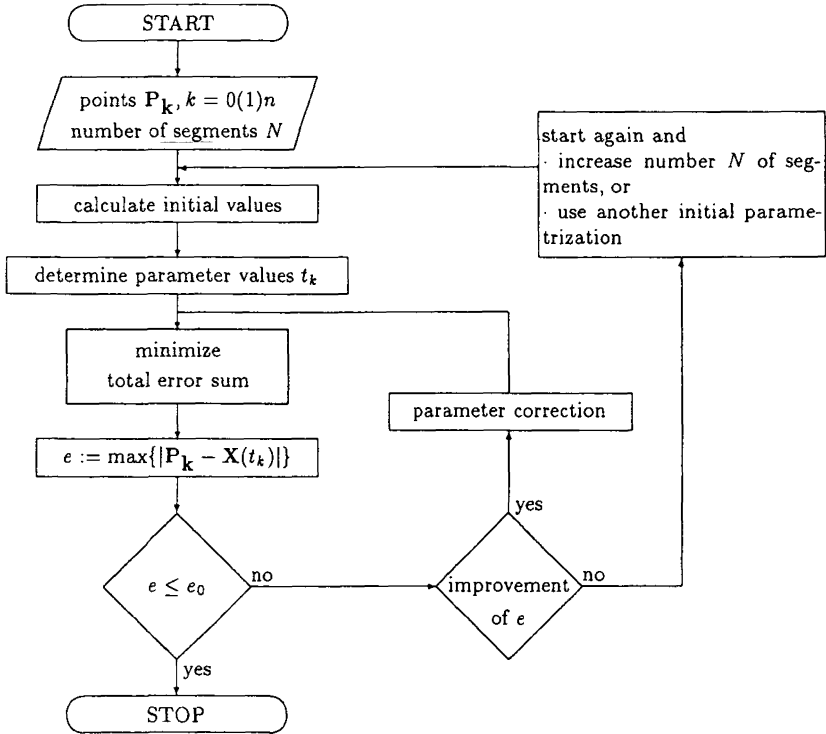 START
points P_k, k = 0(1)n
number of segments N
start again and
· increase number N of seg-
ments, or
· use another initial parame-
trization
calculate initial values
determine parameter values t_k
minimize
total error sum
parameter correction
e := max{|P_k − X(t_k)|}
yes
e ≤ e_0
no
improvement
of e
no
yes
STOP